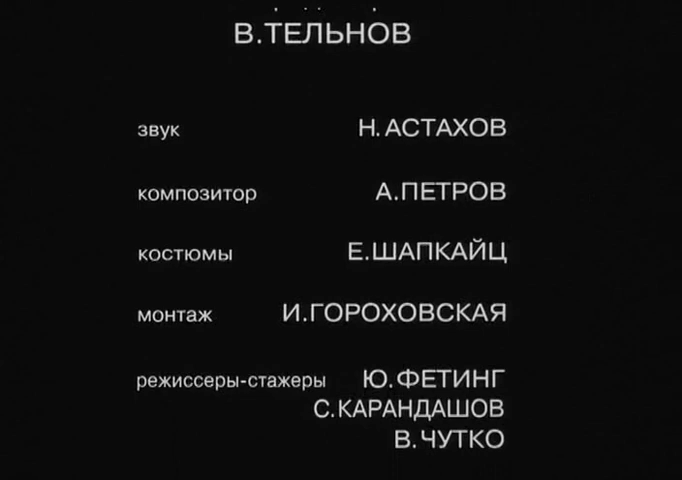 В.ТЕЛЬНОВ
звук Н.АСТАХОВ
композитор А.ПЕТРОВ
костюмы Е.ШАПКАЙЦ
монтаж И.ГОРОХОВСКАЯ
режиссеры-стажеры Ю.ФЕТИНГ
С.КАРАНДАШОВ
В.ЧУТКО